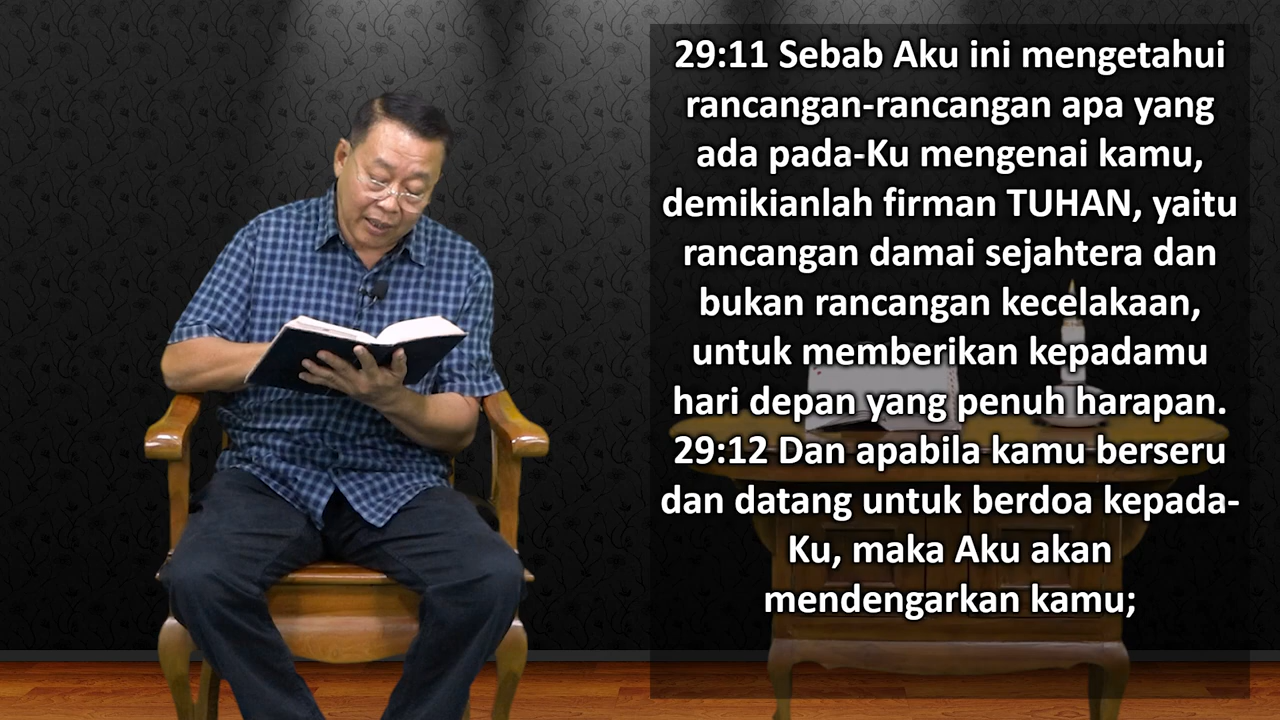 29:11 Sebab Aku ini mengetahui
rancangan-rancangan apa yang
ada pada-Ku mengenai kamu,
demikianlah firman TUHAN, yaitu
rancangan damai sejahtera dan
bukan rancangan kecelakaan,
untuk memberikan kepadamu
hari depan yang penuh harapan.
29:12 Dan apabila kamu berseru
dan datang untuk berdoa kepada-
Ku, maka Aku akan
mendengarkan kamu;